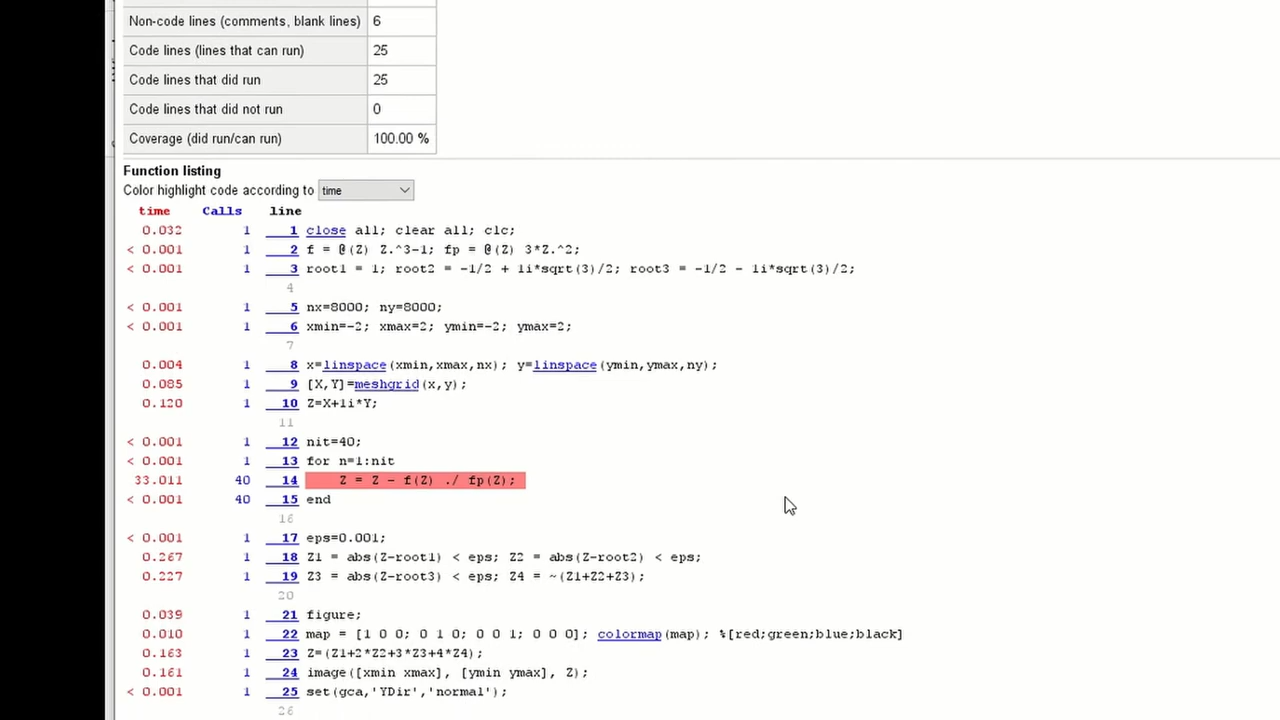 Non-code lines (comments, blank lines) 6
Code lines (lines that can run) 25
Code lines that did run 25
Code lines that did not run 0
Coverage (did run/can run) 100.00 %
Function listing
Color highlight code according to time
time Calls line
0.032 1 1 close all; clear all; clc;
< 0.001 1 2 f = @(Z) Z.^3-1; fp = @(Z) 3*Z.^2;
< 0.001 1 3 root1 = 1; root2 = -1/2 + 1i*sqrt(3)/2; root3 = -1/2 - 1i*sqrt(3)/2;
4
< 0.001 1 5 nx=8000; ny=8000;
< 0.001 1 6 xmin=-2; xmax=2; ymin=-2; ymax=2;
7
0.004 1 8 x=linspace(xmin,xmax,nx); y=linspace(ymin,ymax,ny);
0.085 1 9 [X,Y]=meshgrid(x,y);
0.120 1 10 Z=X+1i*Y;
11
< 0.001 1 12 nit=40;
< 0.001 1 13 for n=1:nit
33.011 40 14 Z = Z - f(Z) ./ fp(Z);
< 0.001 40 15 end
16
< 0.001 1 17 eps=0.001;
0.267 1 18 Z1 = abs(Z-root1) < eps; Z2 = abs(Z-root2) < eps;
0.227 1 19 Z3 = abs(Z-root3) < eps; Z4 = ~(Z1+Z2+Z3);
20
0.039 1 21 figure;
0.010 1 22 map = [1 0 0; 0 1 0; 0 0 1; 0 0 0]; colormap(map); %[red;green;blue;black]
0.163 1 23 Z=(Z1+2*Z2+3*Z3+4*Z4);
0.161 1 24 image([xmin xmax], [ymin ymax], Z);
< 0.001 1 25 set(gca,'YDir','normal');
26